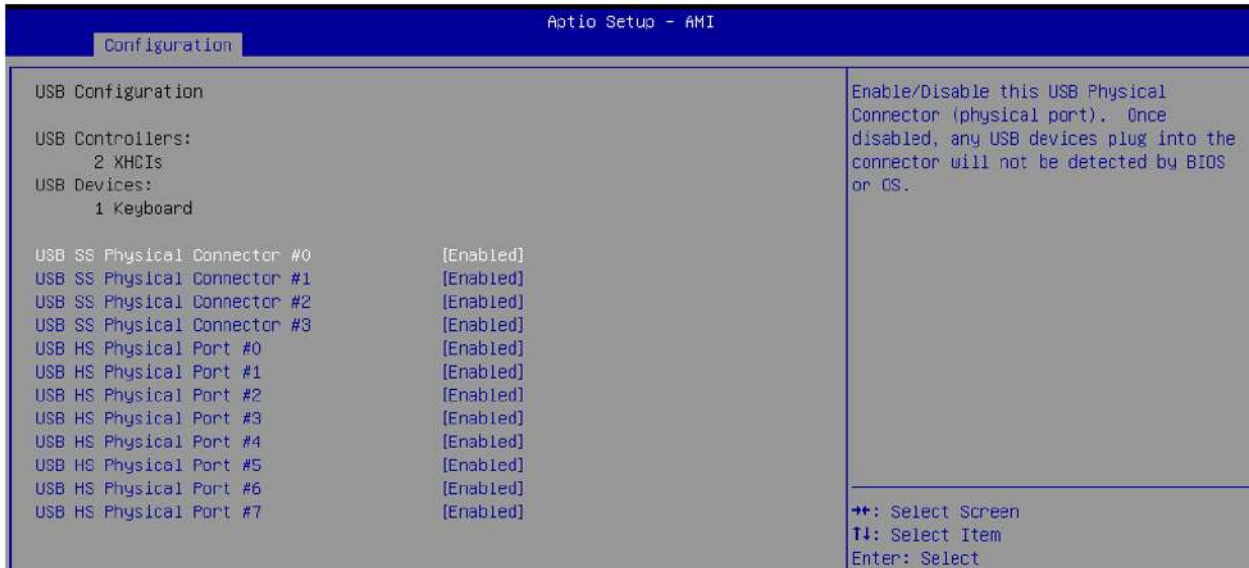 Aptio Setup - AMI
Configuration
USB Configuration
USB Controllers:
2 XHCIs
USB Devices:
1 Keyboard
USB SS Physical Connector #0 [Enabled]
USB SS Physical Connector #1 [Enabled]
USB SS Physical Connector #2 [Enabled]
USB SS Physical Connector #3 [Enabled]
USB HS Physical Port #0 [Enabled]
USB HS Physical Port #1 [Enabled]
USB HS Physical Port #2 [Enabled]
USB HS Physical Port #3 [Enabled]
USB HS Physical Port #4 [Enabled]
USB HS Physical Port #5 [Enabled]
USB HS Physical Port #6 [Enabled]
USB HS Physical Port #7 [Enabled]
Enable/Disable this USB Physical
Connector (physical port). Once
disabled, any USB devices plug into the
connector will not be detected by BIOS
or OS.
→←: Select Screen
↑↓: Select Item
Enter: Select